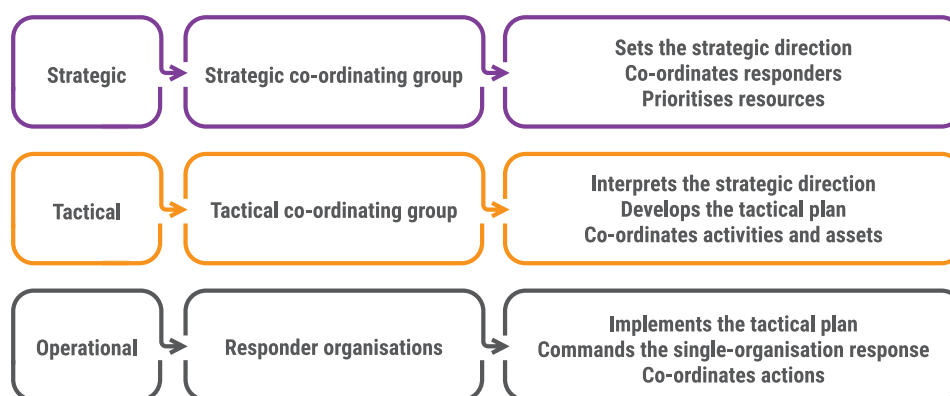 Strategic
Strategic co-ordinating group
Sets the strategic direction
Co-ordinates responders
Prioritises resources
Tactical
Tactical co-ordinating group
Interprets the strategic direction
Develops the tactical plan
Co-ordinates activities and assets
Operational
Responder organisations
Implements the tactical plan
Commands the single-organisation response
Co-ordinates actions